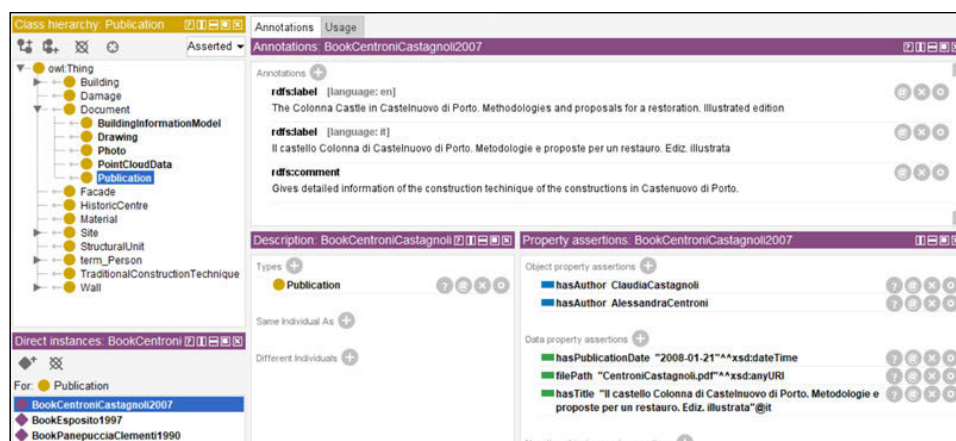 Class hierarchy: Publication
Asserted
owl:Thing
Building
Damage
Document
BuildingInformationModel
Drawing
Photo
PointCloudData
Publication
Facade
HistoricCentre
Material
Site
StructuralUnit
term_Person
TraditionalConstructionTechnique
Wall
Direct instances: BookCentroni
For: Publication
BookCentroniCastagnoli2007
BookEsposito1997
BookPanepucciaClementi1990
Annotations Usage
Annotations: BookCentroniCastagnoli2007
Annotations
rdfs:label [language: en]
The Colonna Castle in Castelnuovo di Porto. Methodologies and proposals for a restoration. Illustrated edition
rdfs:label [language: it]
Il castello Colonna di Castelnuovo di Porto. Metodologie e proposte per un restauro. Ediz. illustrata
rdfs:comment
Gives detailed information of the construction techinique of the constructions in Castenuovo di Porto.
Description: BookCentroniCastagnoli
Types
Publication
Same Individual As
Different Individuals
Property assertions: BookCentroniCastagnoli2007
Object property assertions
hasAuthor ClaudiaCastagnoli
hasAuthor AlessandraCentroni
Data property assertions
hasPublicationDate "2008-01-21"^^xsd:dateTime
filePath "CentroniCastagnoli.pdf"^^xsd:anyURI
hasTitle "Il castello Colonna di Castelnuovo di Porto. Metodologie e
proposte per un restauro. Ediz. illustrata"@it